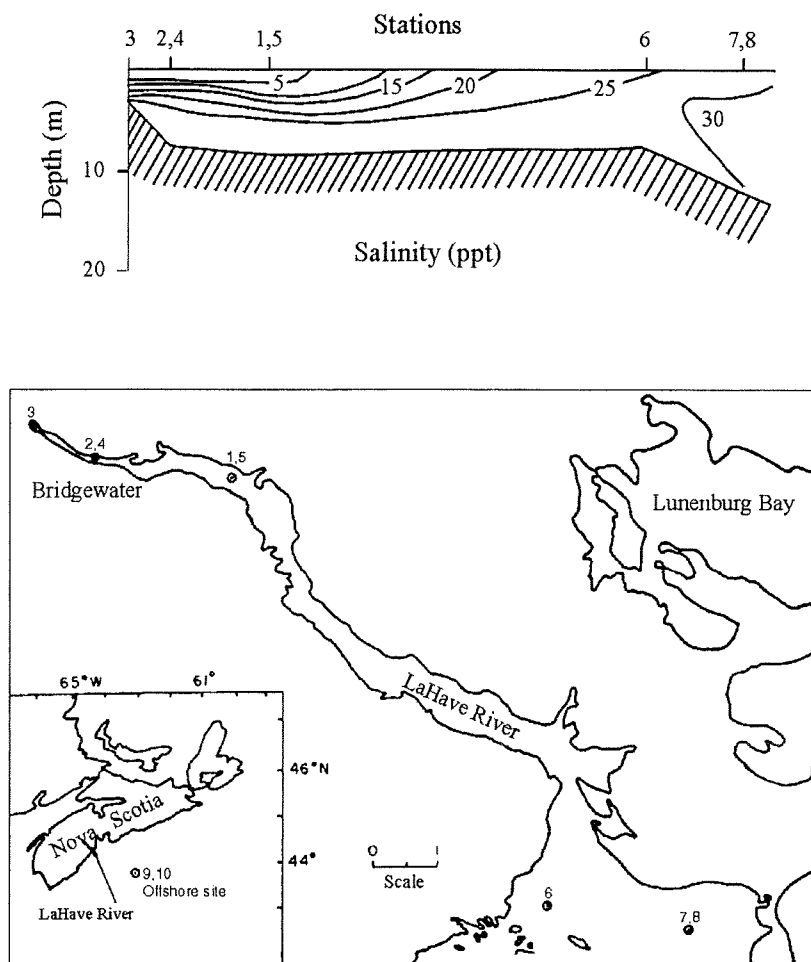 Stations
3 2,4 1,5 6 7,8
5 15 20 25
30
Depth (m)
10
20
Salinity (ppt)
3
2,4
1,5
Bridgewater
Lunenburg Bay
LaHave River
65°W 61°
46°N
44°
Nova Scotia
9,10
Offshore site
LaHave River
0 1
Scale
6
7,8